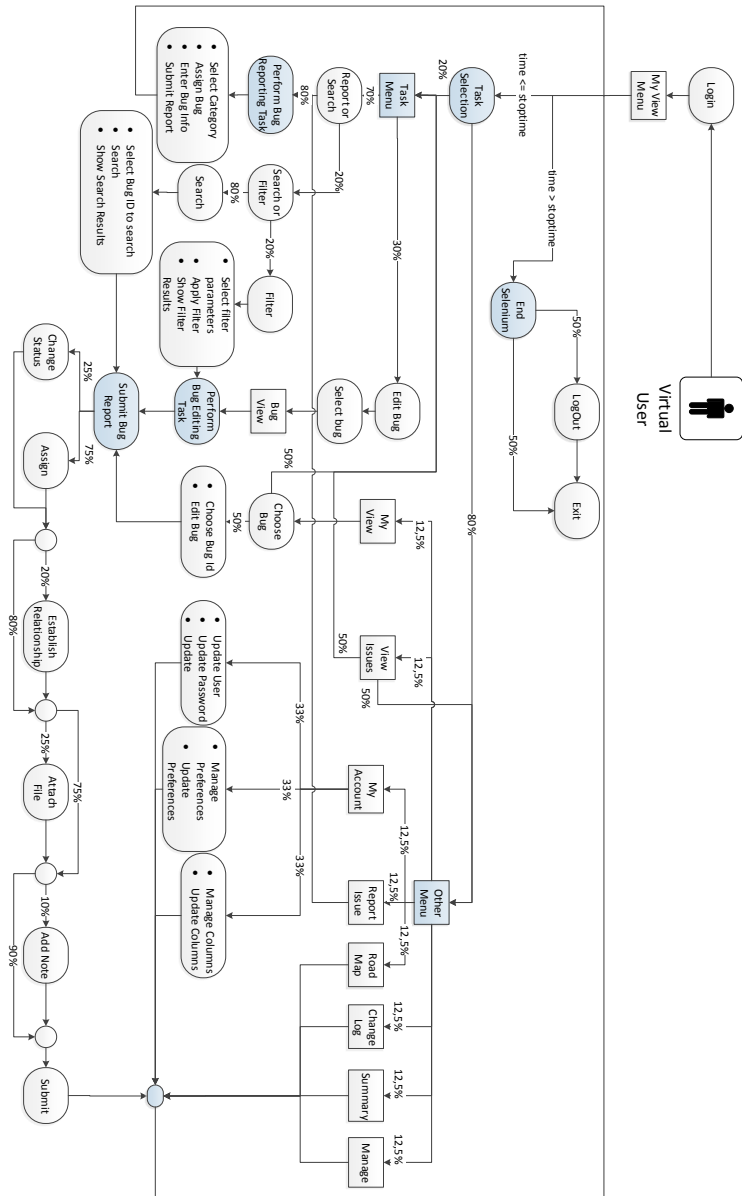 Virtual
User
Login
My View
Menu
time <= stoptime
time > stoptime
End
Selenium
50%
LogOut
50%
Exit
Task
Selection
20%
80%
Task
Menu
70%
30%
Report or
Search
80%
20%
Perform Bug
Reporting Task
• Select Category
• Assign Bug
• Enter Bug Info
• Submit Report
Search or
Filter
80%
20%
Search
Filter
• Select Bug ID to search
• Search
• Show Search Results
• Select filter
parameters
• Apply Filter
• Show Filter
Results
Edit Bug
Select bug
Bug
View
Perform
Bug Editing
Task
Submit Bug
Report
25%
75%
Change
Status
Assign
20%
80%
Establish
Relationship
25%
75%
Attach
File
10%
90%
Add Note
Submit
Other
Menu
12,5%
12,5%
12,5%
12,5%
12,5%
12,5%
12,5%
12,5%
My
View
View
Issues
My
Account
Report
Issue
Road
Map
Change
Log
Summary
Manage
50%
50%
Choose
Bug
50%
50%
• Choose Bug Id
• Edit Bug
33%
33%
33%
• Update User
• Update Password
• Update
• Manage
Preferences
• Update
Preferences
• Manage Columns
• Update Columns